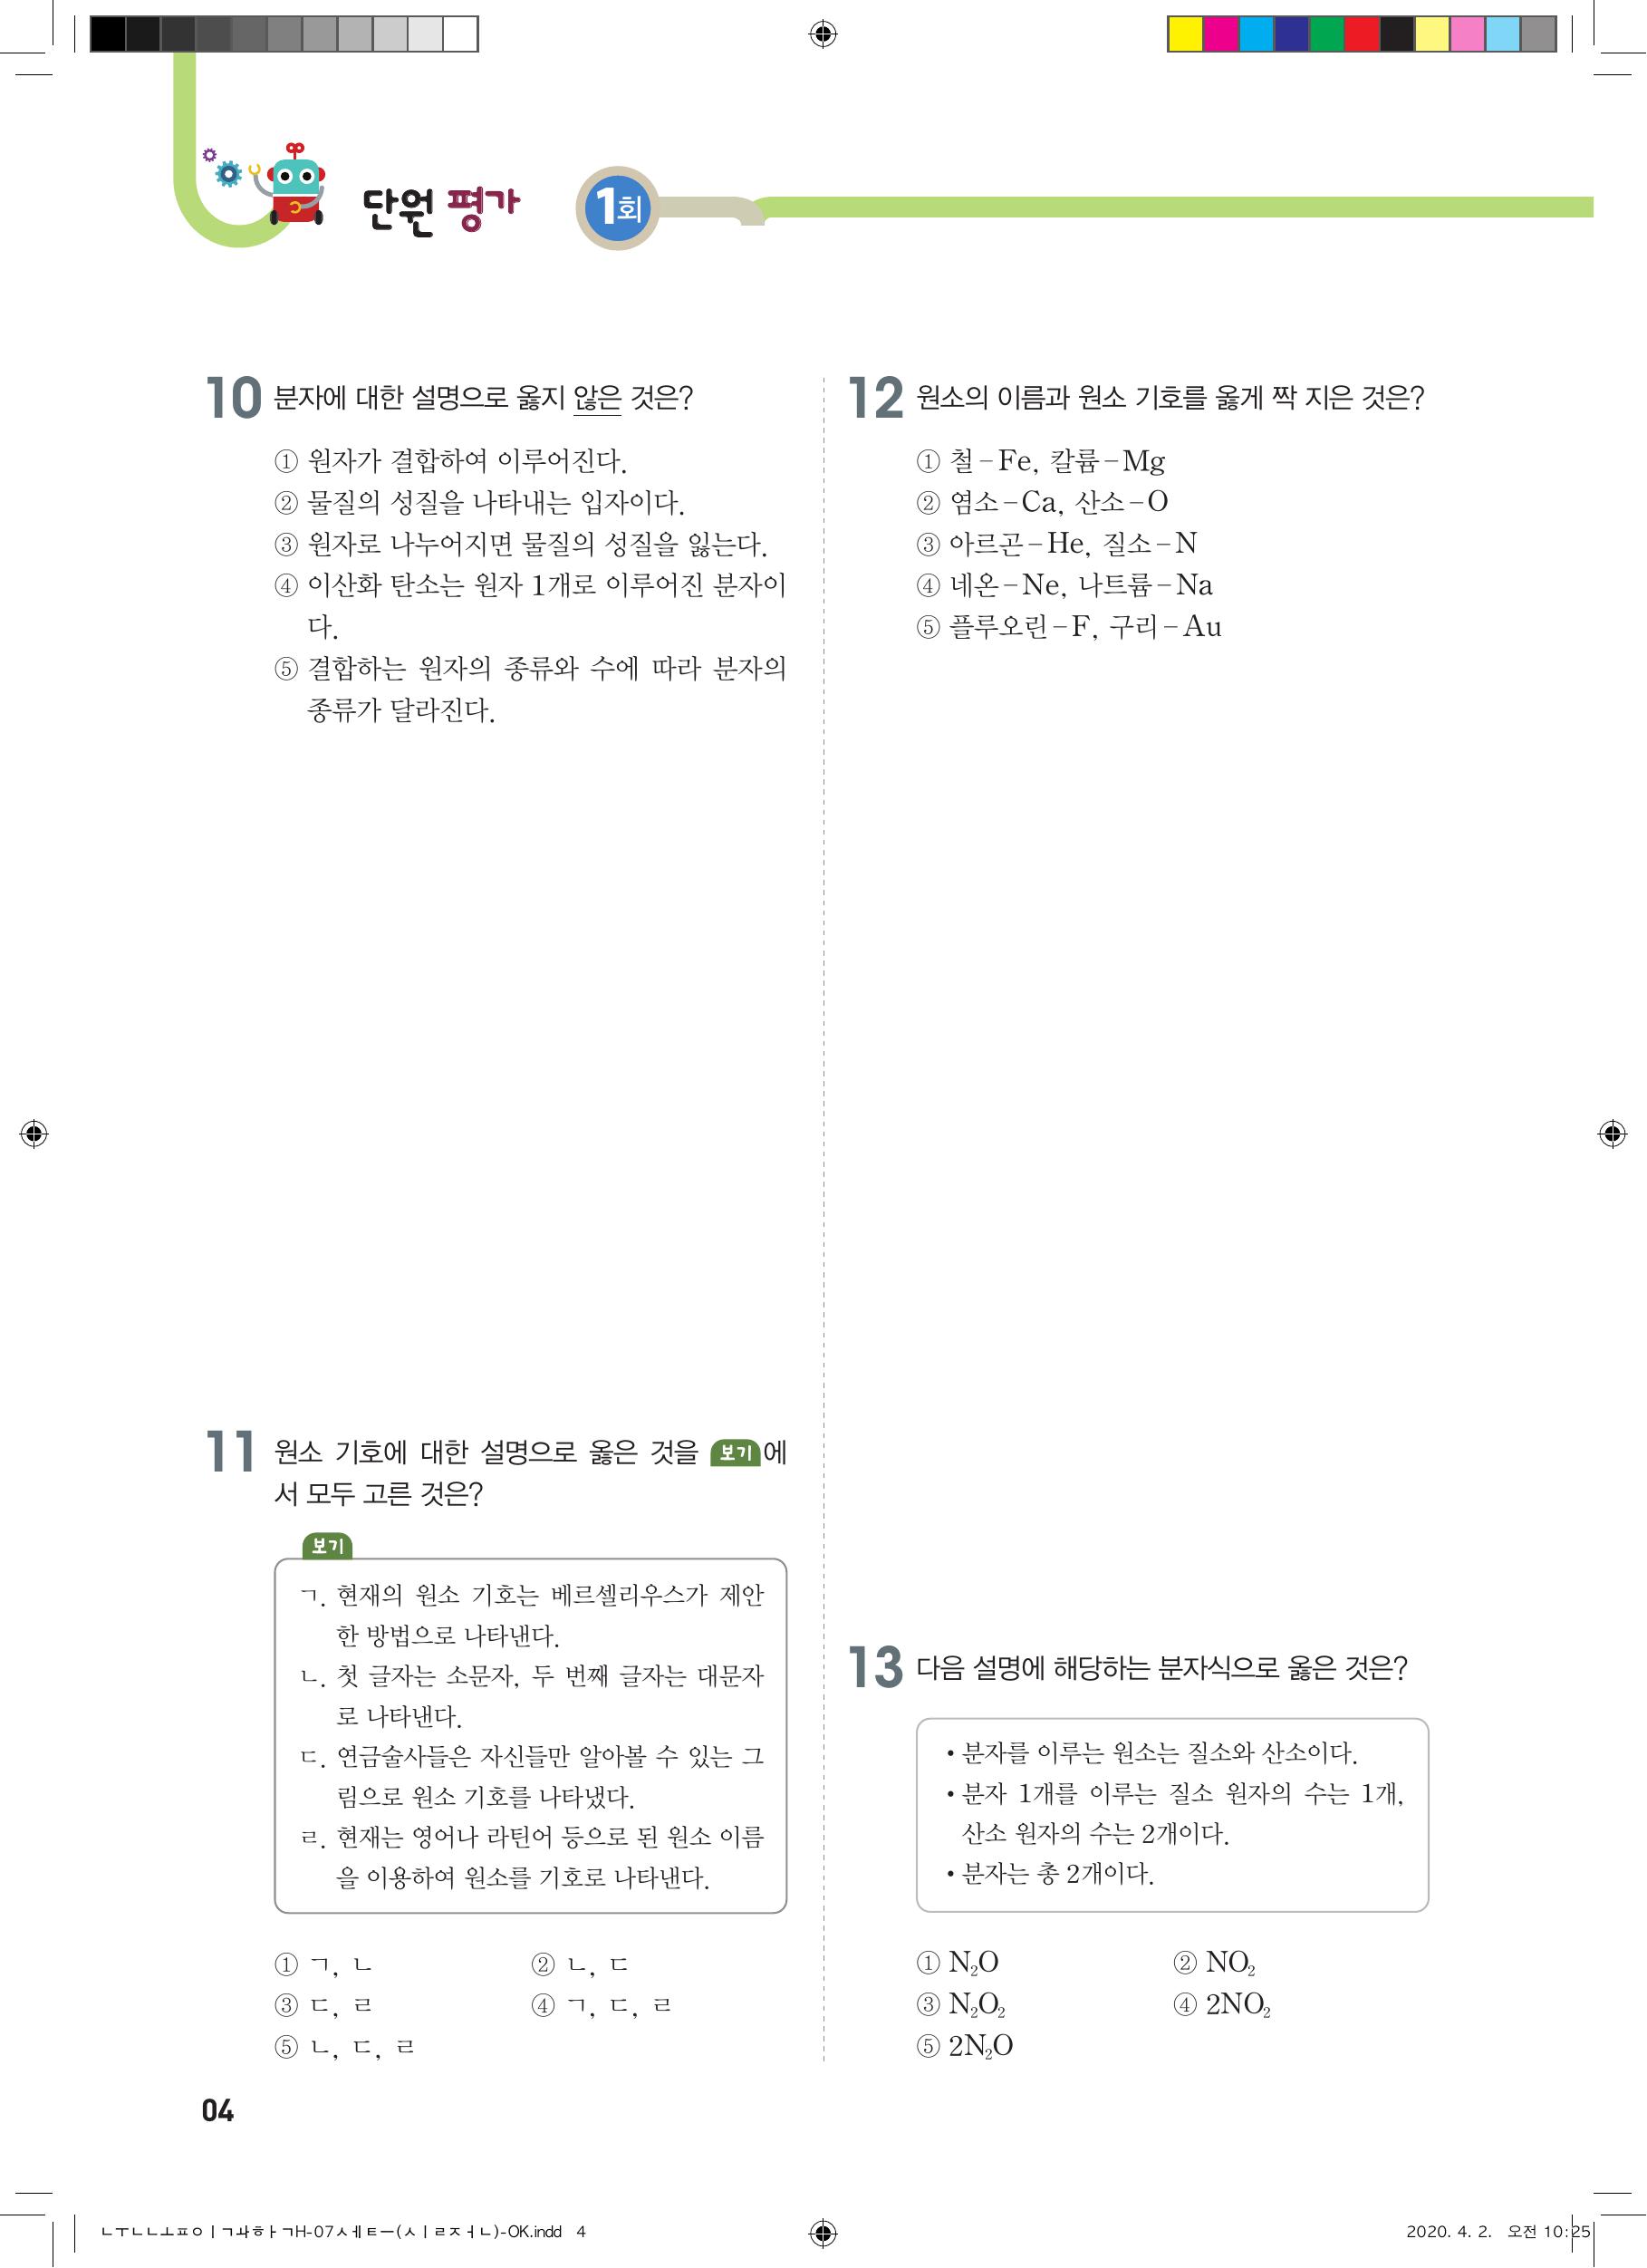 단원 평가 1회
10 분자에 대한 설명으로 옳지 않은 것은?
① 원자가 결합하여 이루어진다.
② 물질의 성질을 나타내는 입자이다.
③ 원자로 나누어지면 물질의 성질을 잃는다.
④ 이산화 탄소는 원자 1개로 이루어진 분자이
다.
⑤ 결합하는 원자의 종류와 수에 따라 분자의
종류가 달라진다.
11 원소 기호에 대한 설명으로 옳은 것을 보기에
서 모두 고른 것은?
보기
ㄱ. 현재의 원소 기호는 베르셀리우스가 제안
한 방법으로 나타낸다.
ㄴ. 첫 글자는 소문자, 두 번째 글자는 대문자
로 나타낸다.
ㄷ. 연금술사들은 자신들만 알아볼 수 있는 그
림으로 원소 기호를 나타냈다.
ㄹ. 현재는 영어나 라틴어 등으로 된 원소 이름
을 이용하여 원소를 기호로 나타낸다.
① ㄱ, ㄴ ② ㄴ, ㄷ
③ ㄷ, ㄹ ④ ㄱ, ㄷ, ㄹ
⑤ ㄴ, ㄷ, ㄹ
12 원소의 이름과 원소 기호를 옳게 짝 지은 것은?
① 철-Fe, 칼륨-Mg
② 염소-Ca, 산소-O
③ 아르곤-He, 질소-N
④ 네온-Ne, 나트륨-Na
⑤ 플루오린-F, 구리-Au
13 다음 설명에 해당하는 분자식으로 옳은 것은?
• 분자를 이루는 원소는 질소와 산소이다.
• 분자 1개를 이루는 질소 원자의 수는 1개,
산소 원자의 수는 2개이다.
• 분자는 총 2개이다.
① N₂O ② NO₂
③ N₂O₂ ④ 2NO₂
⑤ 2N₂O
04
ㄴㅜㄴㄴㅗㅍㅇㅣㄱㅘㅎㅏㄱH-07ㅅㅔㅌㅡ(ㅅㅣㄹㅈㅓㄴ)-OK.indd 4
2020. 4. 2. 오전 10:25